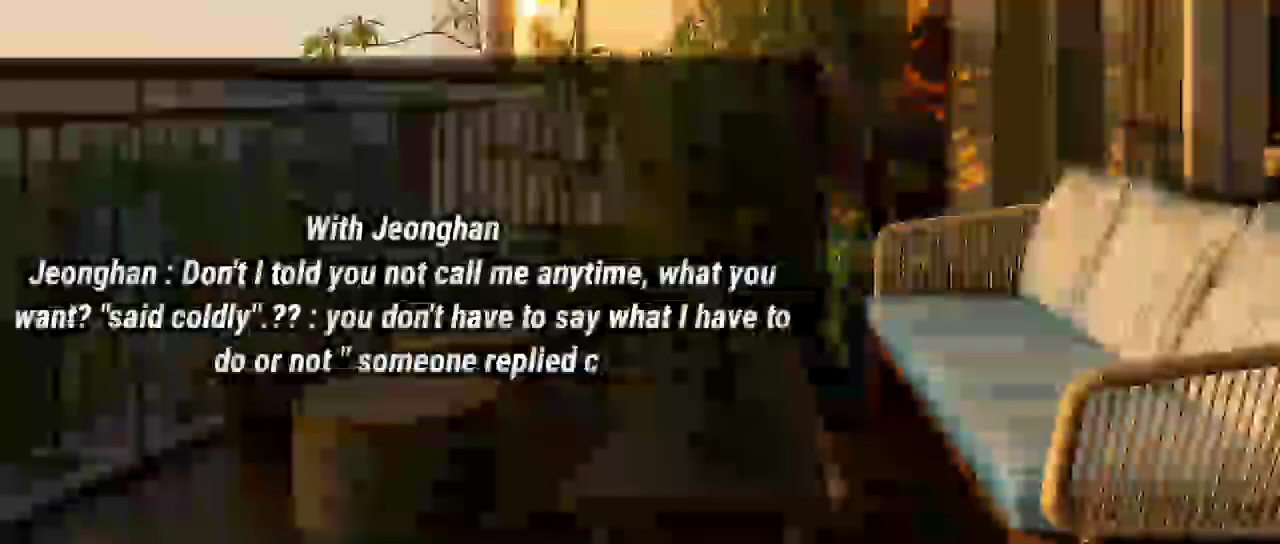 With Jeonghan
Jeonghan : Don't I told you not call me anytime, what you
want? "said coldly".?? : you don't have to say what I have to
do or not " someone replied c